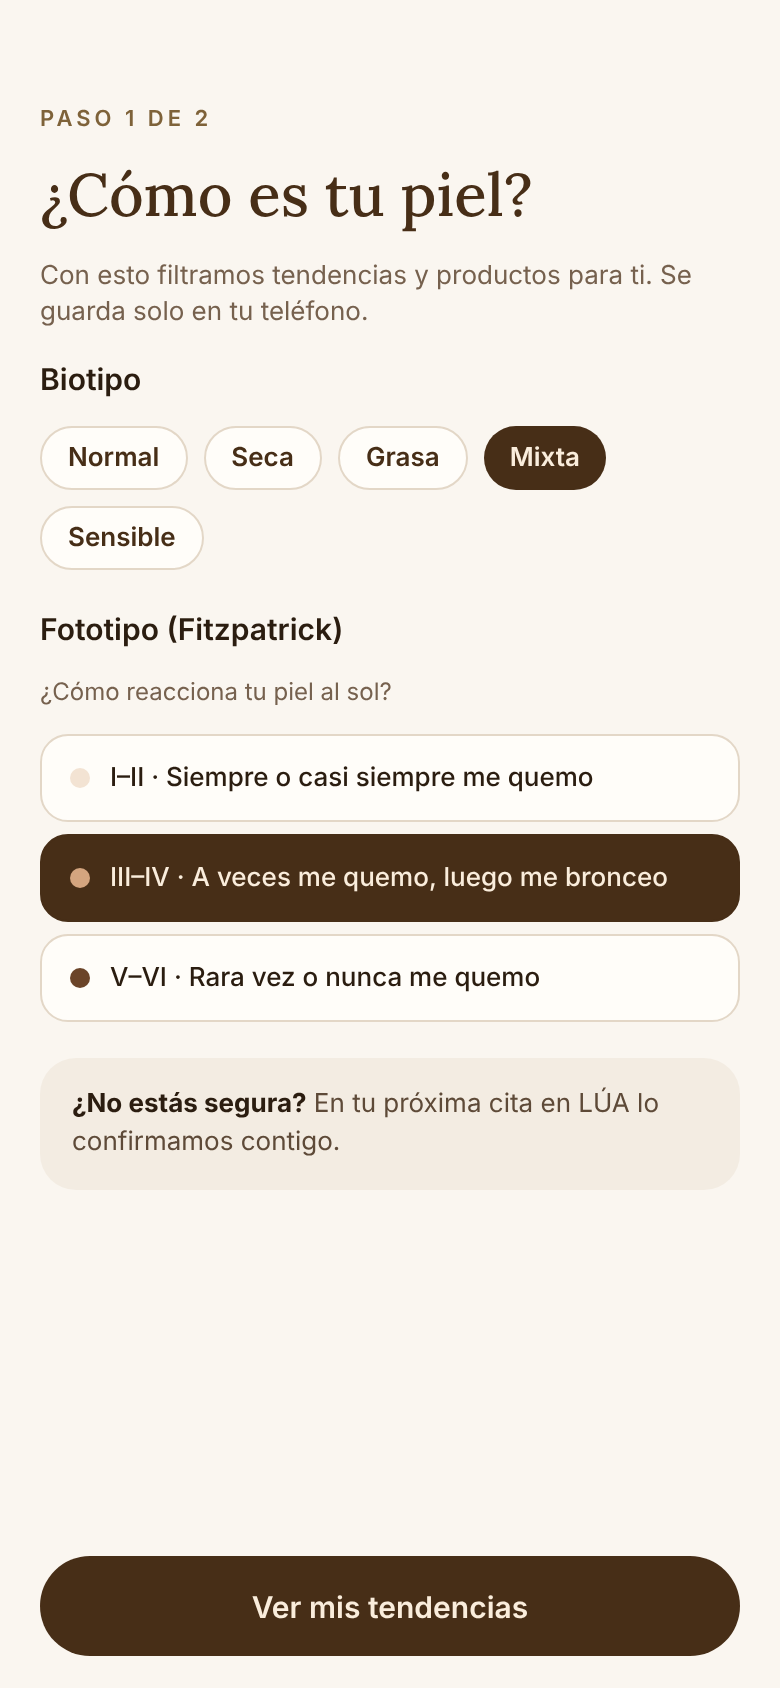 PASO 1 DE 2
¿Cómo es tu piel?
Con esto filtramos tendencias y productos para ti. Se
guarda solo en tu teléfono.
Biotipo
Normal Seca Grasa Mixta
Sensible
Fototipo (Fitzpatrick)
¿Cómo reacciona tu piel al sol?
I–II · Siempre o casi siempre me quemo
III–IV · A veces me quemo, luego me bronceo
V–VI · Rara vez o nunca me quemo
¿No estás segura? En tu próxima cita en LÚA lo
confirmamos contigo.
Ver mis tendencias